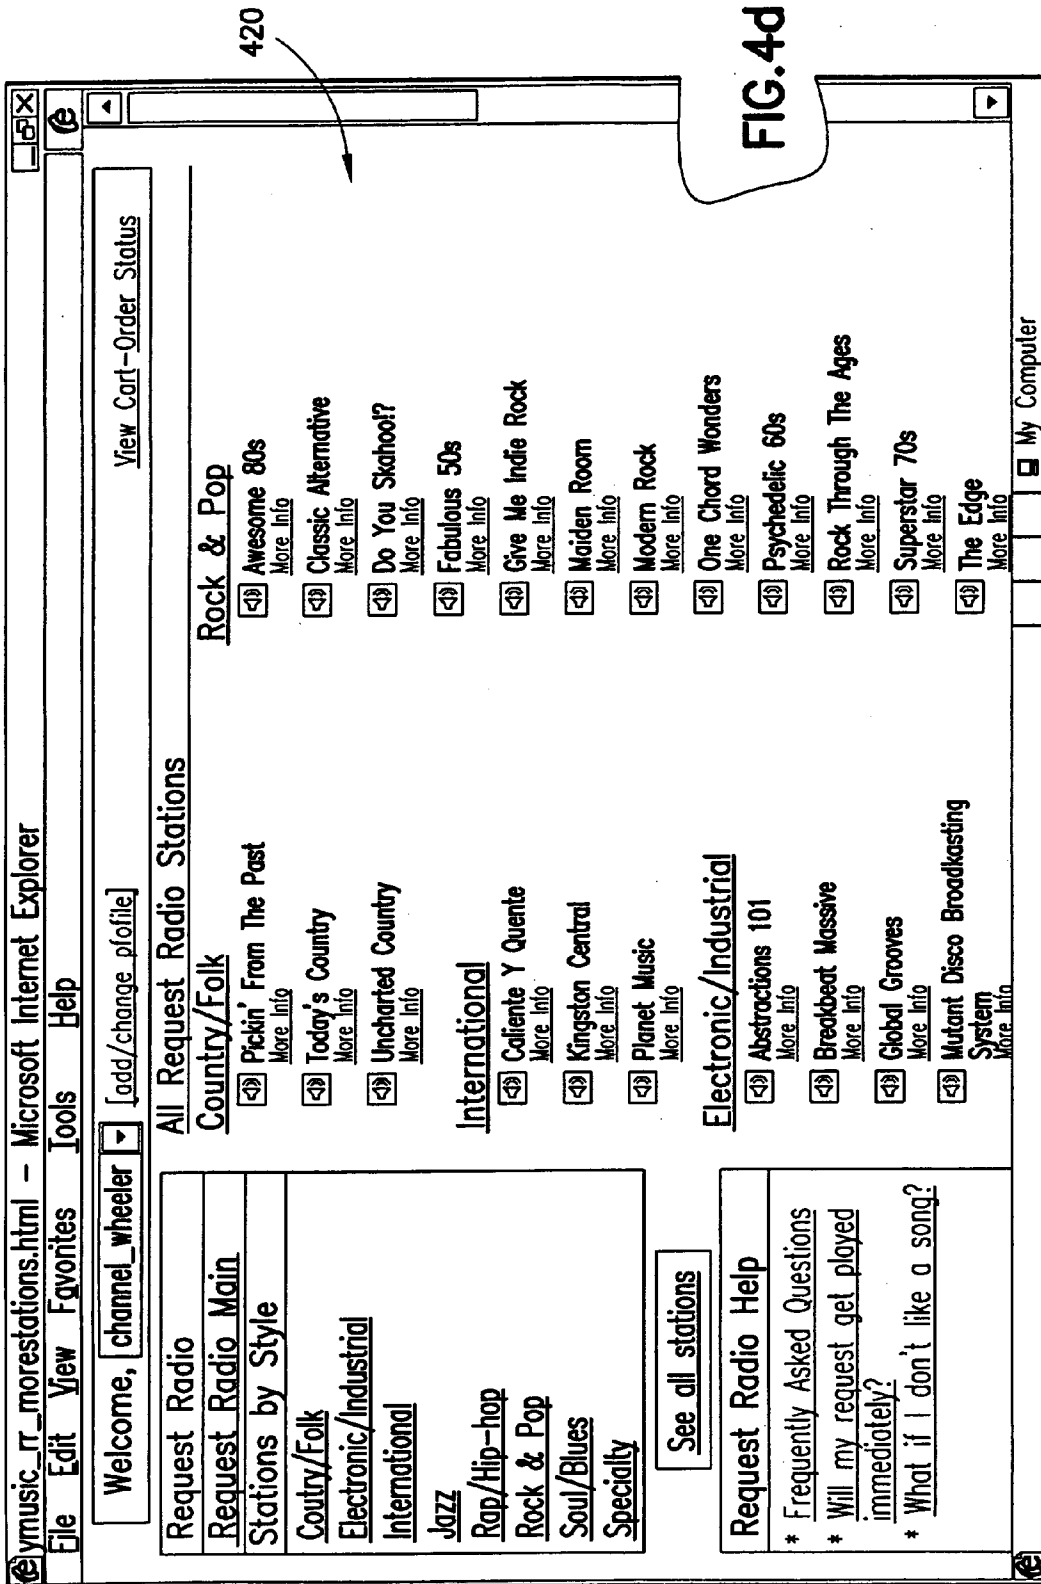 ymusic_rr_morestations.html – Microsoft Internet Explorer
File Edit View Favorites Tools Help
Welcome, channel_wheeler [add/change pfofile]
View Cart-Order Status
Request Radio
Request Radio Main
Stations by Style
Coutry/Folk
Electronic/Industrial
International
Jazz
Rap/Hip-hop
Rock & Pop
Soul/Blues
Specialty
See all stations
Request Radio Help
* Frequently Asked Questions
* Will my request get played
immediately?
* What if I don't like a song?
All Request Radio Stations
Country/Folk
Pickin' From The Past
More Info
Today's Country
More Info
Uncharted Country
More Info
International
Caliente Y Quente
More Info
Kingston Central
More Info
Planet Music
More Info
Electronic/Industrial
Abstractions 101
More Info
Breakbeat Massive
More Info
Global Grooves
More Info
Mutant Disco Broadkasting
System
More Info
Rock & Pop
Awesome 80s
More Info
Classic Alternative
More Info
Do You Skahoo!?
More Info
Fabulous 50s
More Info
Give Me Indie Rock
More Info
Maiden Room
More Info
Modern Rock
More Info
One Chord Wonders
More Info
Psychedelic 60s
More Info
Rock Through The Ages
More Info
Superstar 70s
More Info
The Edge
More Info
My Computer
420
FIG.4d